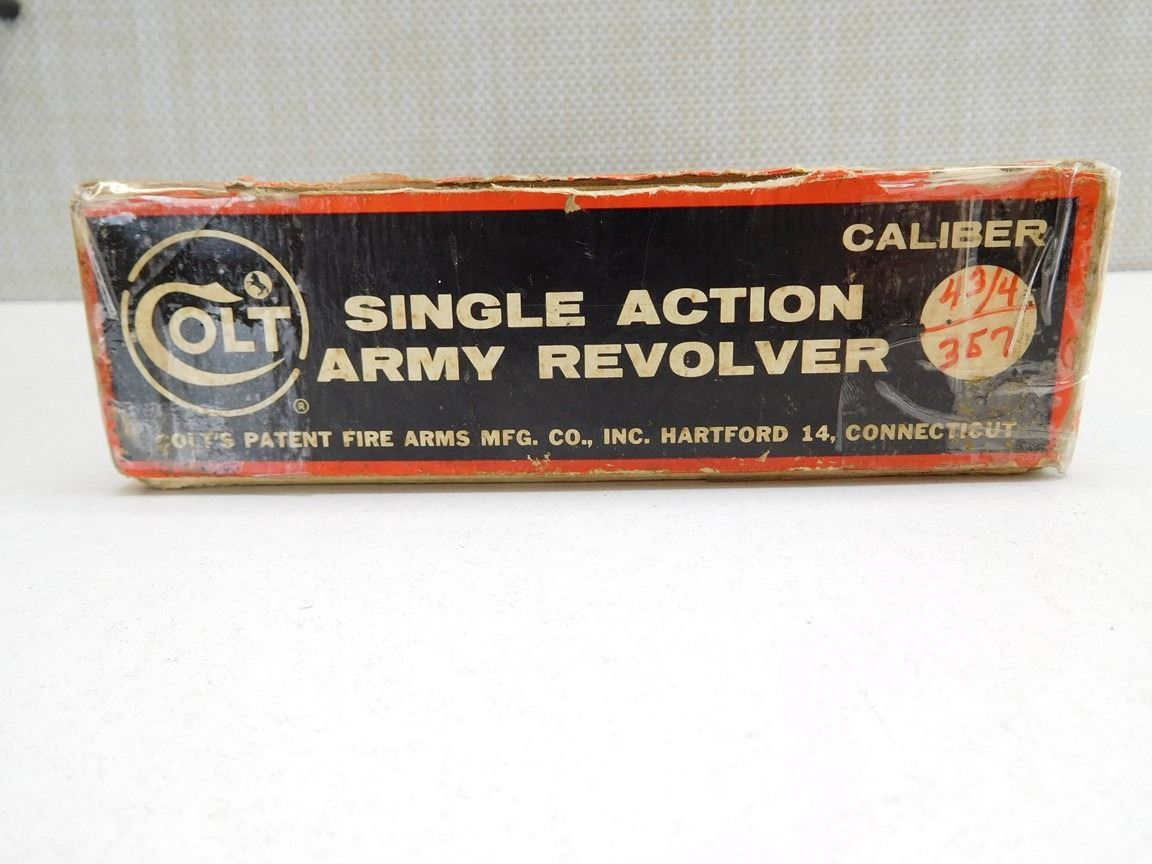 COLT
®
SINGLE ACTION
ARMY REVOLVER
CALIBER
4 3/4
357
COLT'S PATENT FIRE ARMS MFG. CO., INC. HARTFORD 14, CONNECTICUT